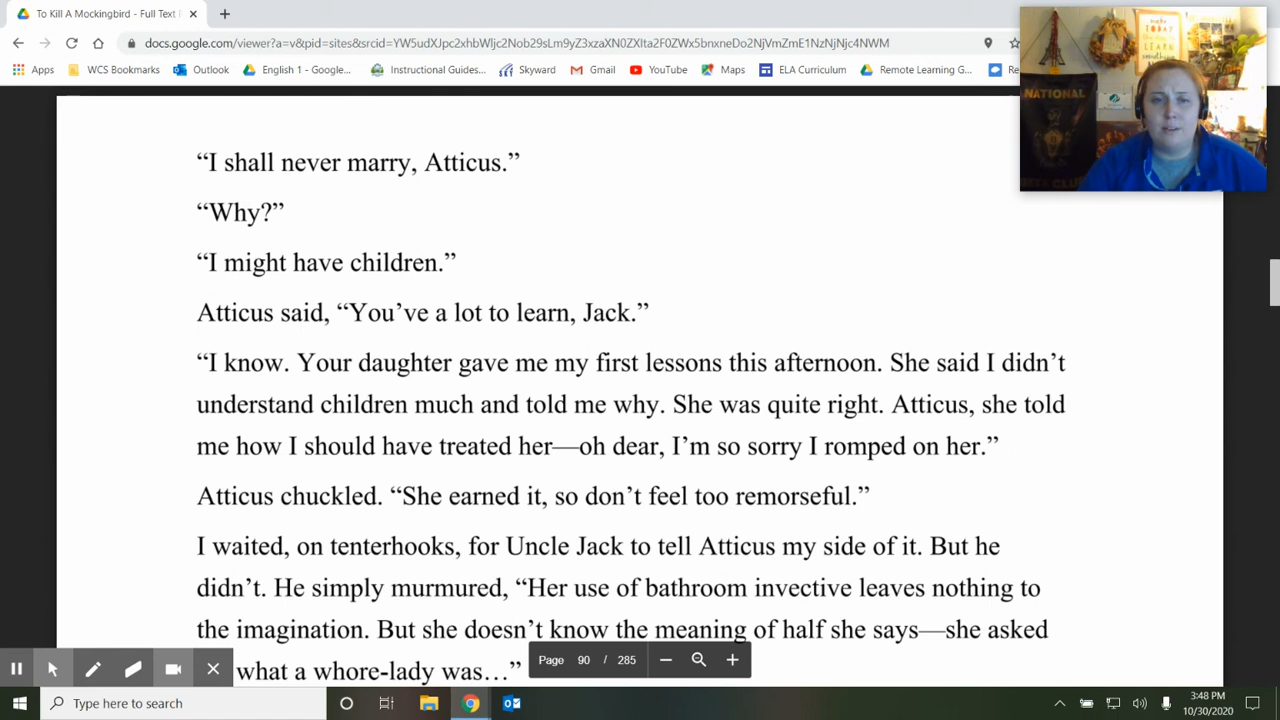 To Kill A Mockingbird - Full Text
docs.google.com/viewer?a=v&pid=sites&srcid=
Apps WCS Bookmarks Outlook English 1 - Google... Instructional Guides... Skyward Gmail YouTube Maps ELA Curriculum Remote Learning G... Re
make
TODAY
LEARN
something
NATIONAL
“I shall never marry, Atticus.”
“Why?”
“I might have children.”
Atticus said, “You’ve a lot to learn, Jack.”
“I know. Your daughter gave me my first lessons this afternoon. She said I didn’t
understand children much and told me why. She was quite right. Atticus, she told
me how I should have treated her—oh dear, I’m so sorry I romped on her.”
Atticus chuckled. “She earned it, so don’t feel too remorseful.”
I waited, on tenterhooks, for Uncle Jack to tell Atticus my side of it. But he
didn’t. He simply murmured, “Her use of bathroom invective leaves nothing to
the imagination. But she doesn’t know the meaning of half she says—she asked
what a whore-lady was…”
Page 90 / 285
Type here to search
3:48 PM
10/30/2020